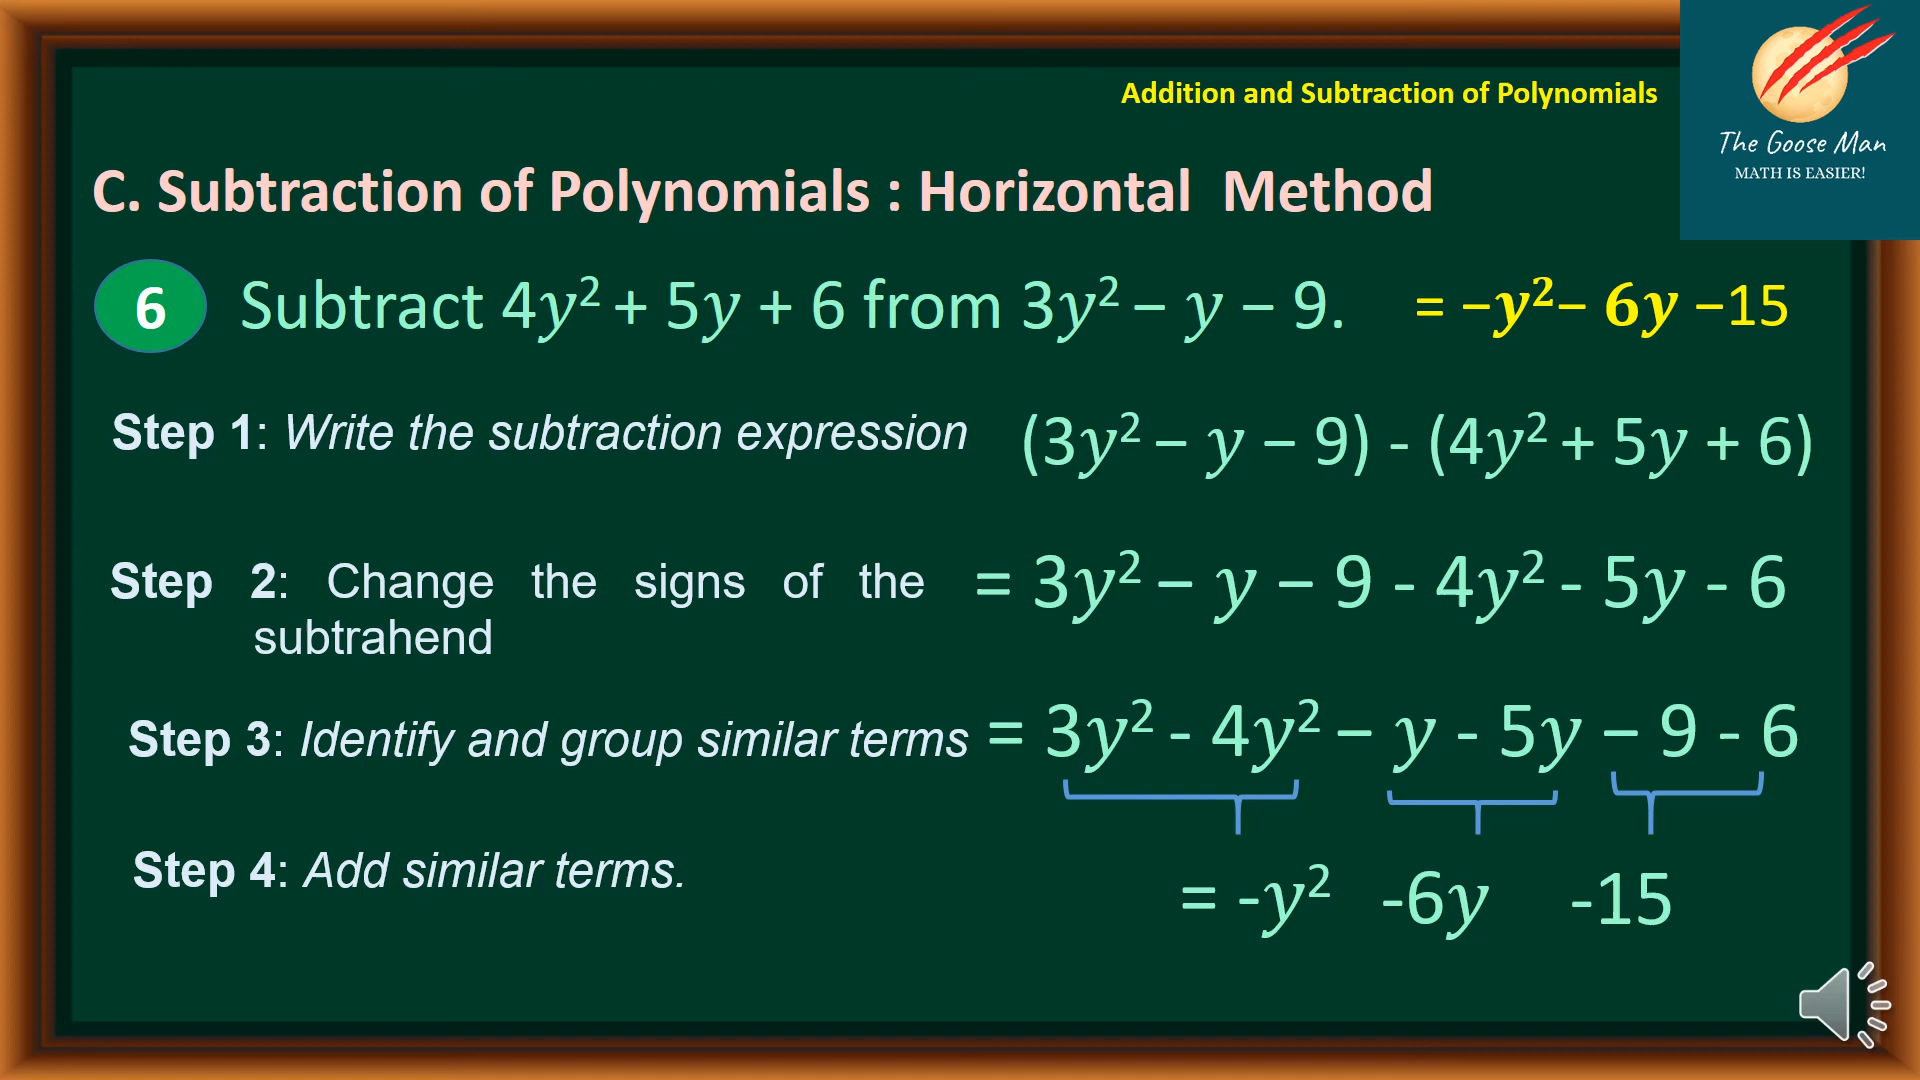 Addition and Subtraction of Polynomials
The Goose Man
MATH IS EASIER!
C. Subtraction of Polynomials : Horizontal Method
6 Subtract 4y² + 5y + 6 from 3y² − y − 9. = −y²− 6y −15
Step 1: Write the subtraction expression (3y² − y − 9) - (4y² + 5y + 6)
Step 2: Change the signs of the = 3y² − y − 9 - 4y² - 5y - 6
subtrahend
Step 3: Identify and group similar terms = 3y² - 4y² − y - 5y − 9 - 6
Step 4: Add similar terms. = -y² -6y -15